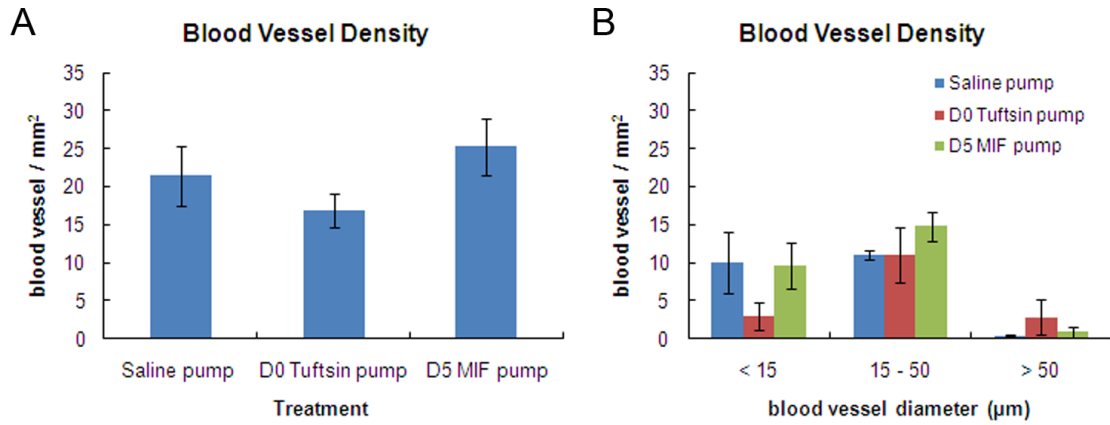 A
Blood Vessel Density
blood vessel / mm²
35
30
25
20
15
10
5
0
Saline pump D0 Tuftsin pump D5 MIF pump
Treatment
B
Blood Vessel Density
blood vessel / mm²
35
30
25
20
15
10
5
0
Saline pump
D0 Tuftsin pump
D5 MIF pump
< 15 15 - 50 > 50
blood vessel diameter (µm)